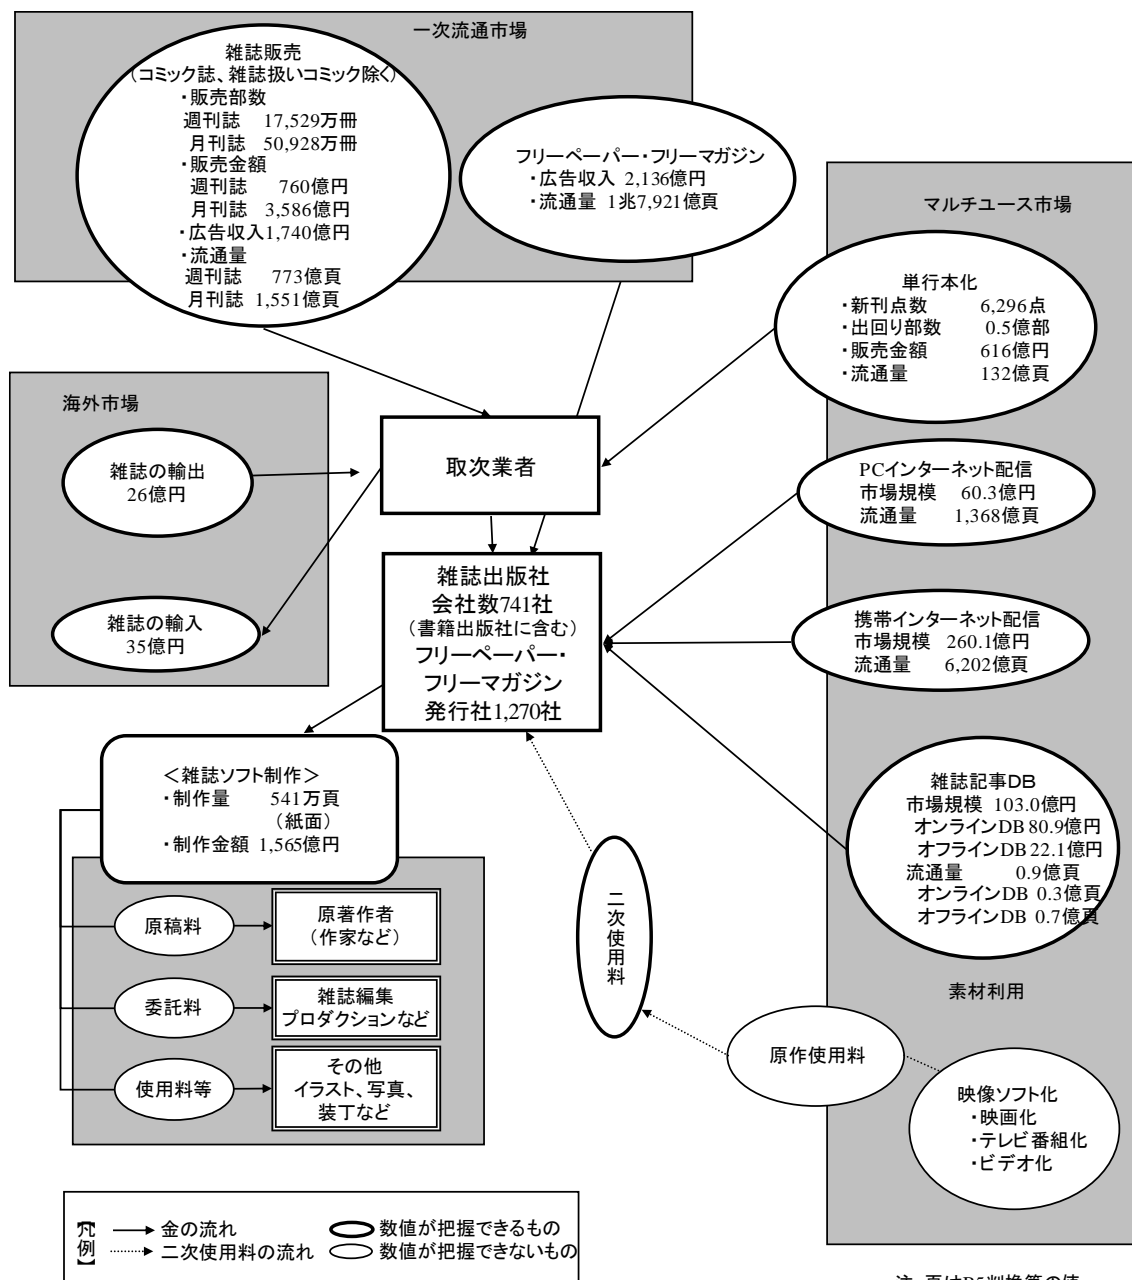 一次流通市場
雑誌販売
(コミック誌、雑誌扱いコミック除く)
・販売部数
週刊誌 17,529万冊
月刊誌 50,928万冊
・販売金額
週刊誌 760億円
月刊誌 3,586億円
・広告収入1,740億円
・流通量
週刊誌 773億頁
月刊誌 1,551億頁
フリーペーパー・フリーマガジン
・広告収入 2,136億円
・流通量 1兆7,921億頁
マルチユース市場
単行本化
・新刊点数 6,296点
・出回り部数 0.5億部
・販売金額 616億円
・流通量 132億頁
海外市場
雑誌の輸出
26億円
雑誌の輸入
35億円
取次業者
PCインターネット配信
市場規模 60.3億円
流通量 1,368億頁
雑誌出版社
会社数741社
(書籍出版社に含む)
フリーペーパー・
フリーマガジン
発行社1,270社
携帯インターネット配信
市場規模 260.1億円
流通量 6,202億頁
<雑誌ソフト制作>
・制作量 541万頁
(紙面)
・制作金額 1,565億円
雑誌記事DB
市場規模 103.0億円
オンラインDB 80.9億円
オフラインDB 22.1億円
流通量 0.9億頁
オンラインDB 0.3億頁
オフラインDB 0.7億頁
原稿料
原著作者
(作家など)
委託料
雑誌編集
プロダクションなど
使用料等
その他
イラスト、写真、
装丁など
二次使用料
素材利用
原作使用料
映像ソフト化
・映画化
・テレビ番組化
・ビデオ化
【凡例】
金の流れ
数値が把握できるもの
二次使用料の流れ
数値が把握できないもの